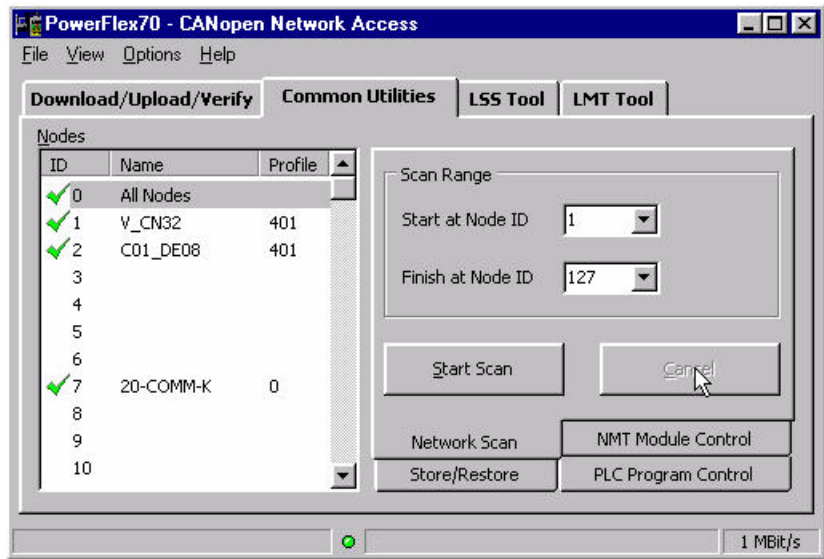 PowerFlex70 - CANopen Network Access
File View Options Help
Download/Upload/Verify Common Utilities LSS Tool LMT Tool
Nodes
ID Name Profile
0 All Nodes
1 V_CN32 401
2 C01_DE08 401
3
4
5
6
7 20-COMM-K 0
8
9
10
Scan Range
Start at Node ID 1
Finish at Node ID 127
Start Scan Cancel
Network Scan NMT Module Control
Store/Restore PLC Program Control
1 MBit/s